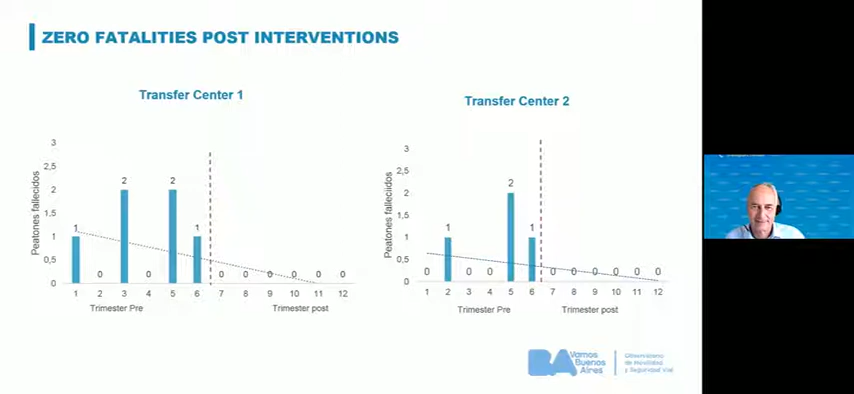 ZERO FATALITIES POST INTERVENTIONS
Transfer Center 1
Peatones fallecidos
3
2,5
2
1,5
1
0,5
0
1 0 2 0 2 1 0 0 0 0 0 0
1 2 3 4 5 6 7 8 9 10 11 12
Trimester Pre Trimester post
Transfer Center 2
Peatones fallecidos
3
2,5
2
1,5
1
0,5
0
0 1 0 0 2 1 0 0 0 0 0 0
1 2 3 4 5 6 7 8 9 10 11 12
Trimester Pre Trimester post
BA
Vamos
Buenos
Aires
Observatorio
de Movilidad
y Seguridad Vial